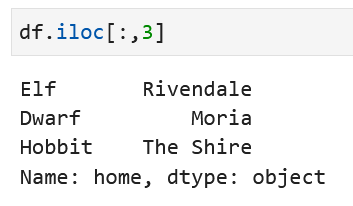 df.iloc[:,3]
Elf Rivendale
Dwarf Moria
Hobbit The Shire
Name: home, dtype: object